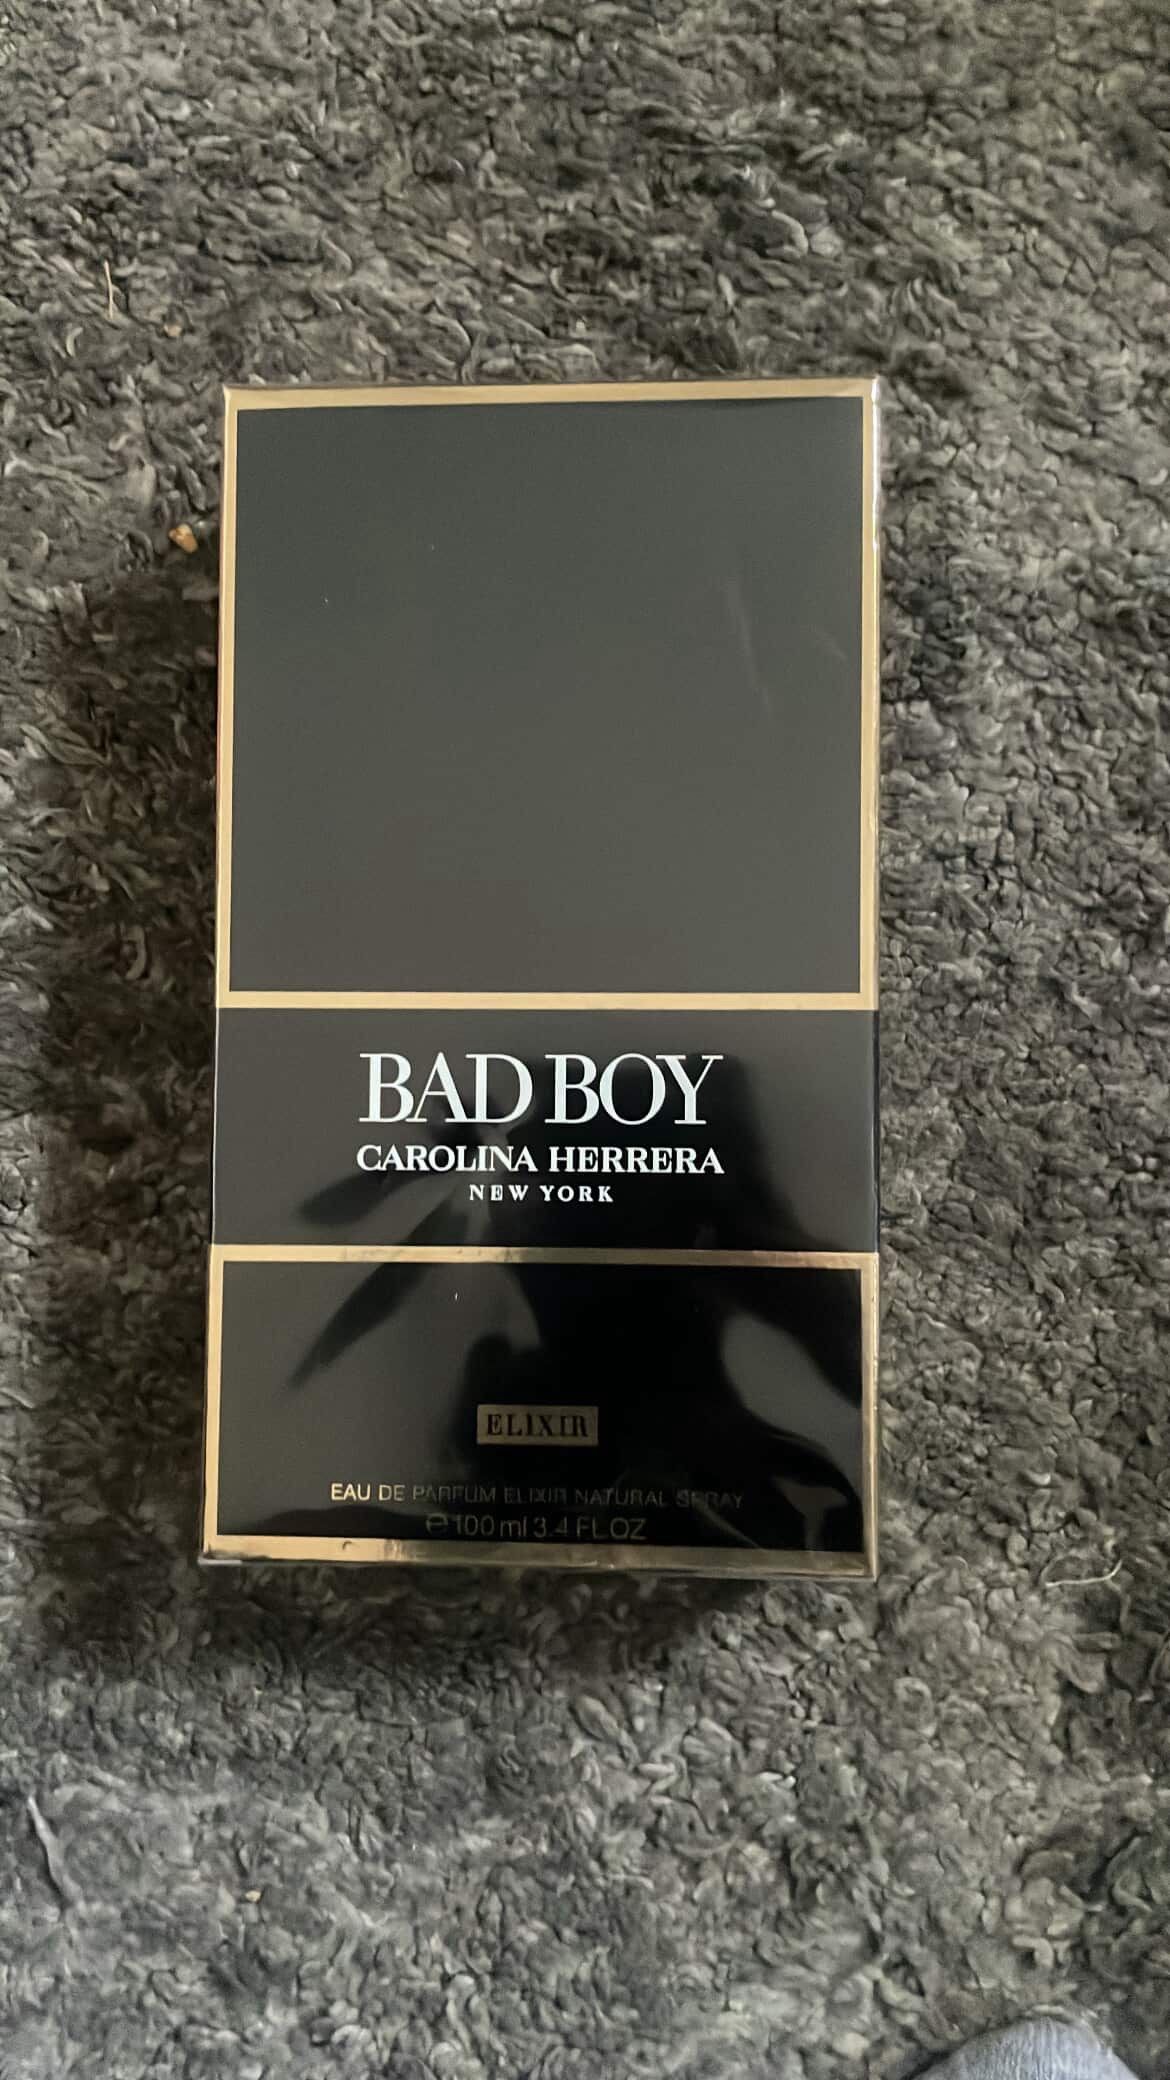 BAD BOY
CAROLINA HERRERA
NEW YORK
ELIXIR
EAU DE PARFUM ELIXIR NATURAL SPRAY
℮ 100 ml 3.4 FL.OZ